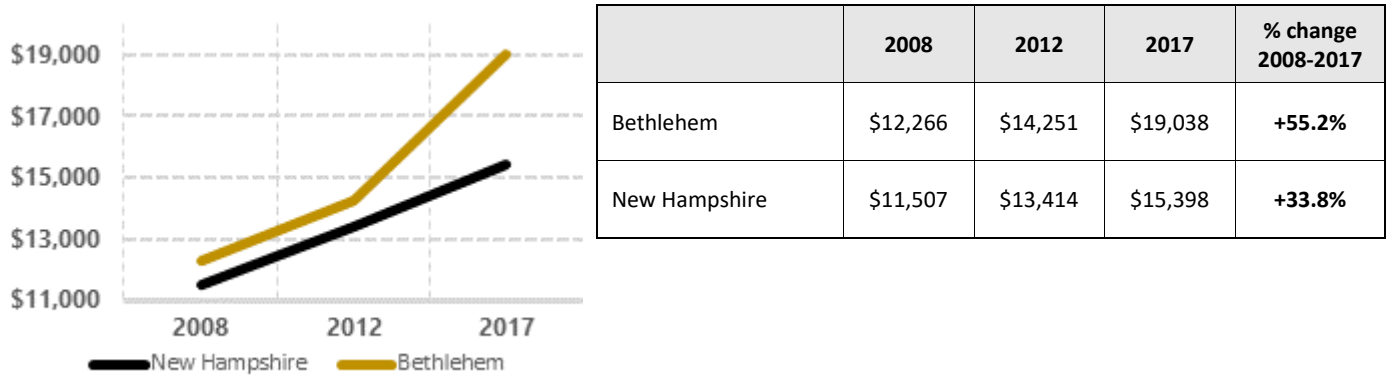 $19,000
$17,000
$15,000
$13,000
$11,000
2008 2012 2017
New Hampshire Bethlehem
2008 2012 2017 % change
2008-2017
Bethlehem $12,266 $14,251 $19,038 +55.2%
New Hampshire $11,507 $13,414 $15,398 +33.8%